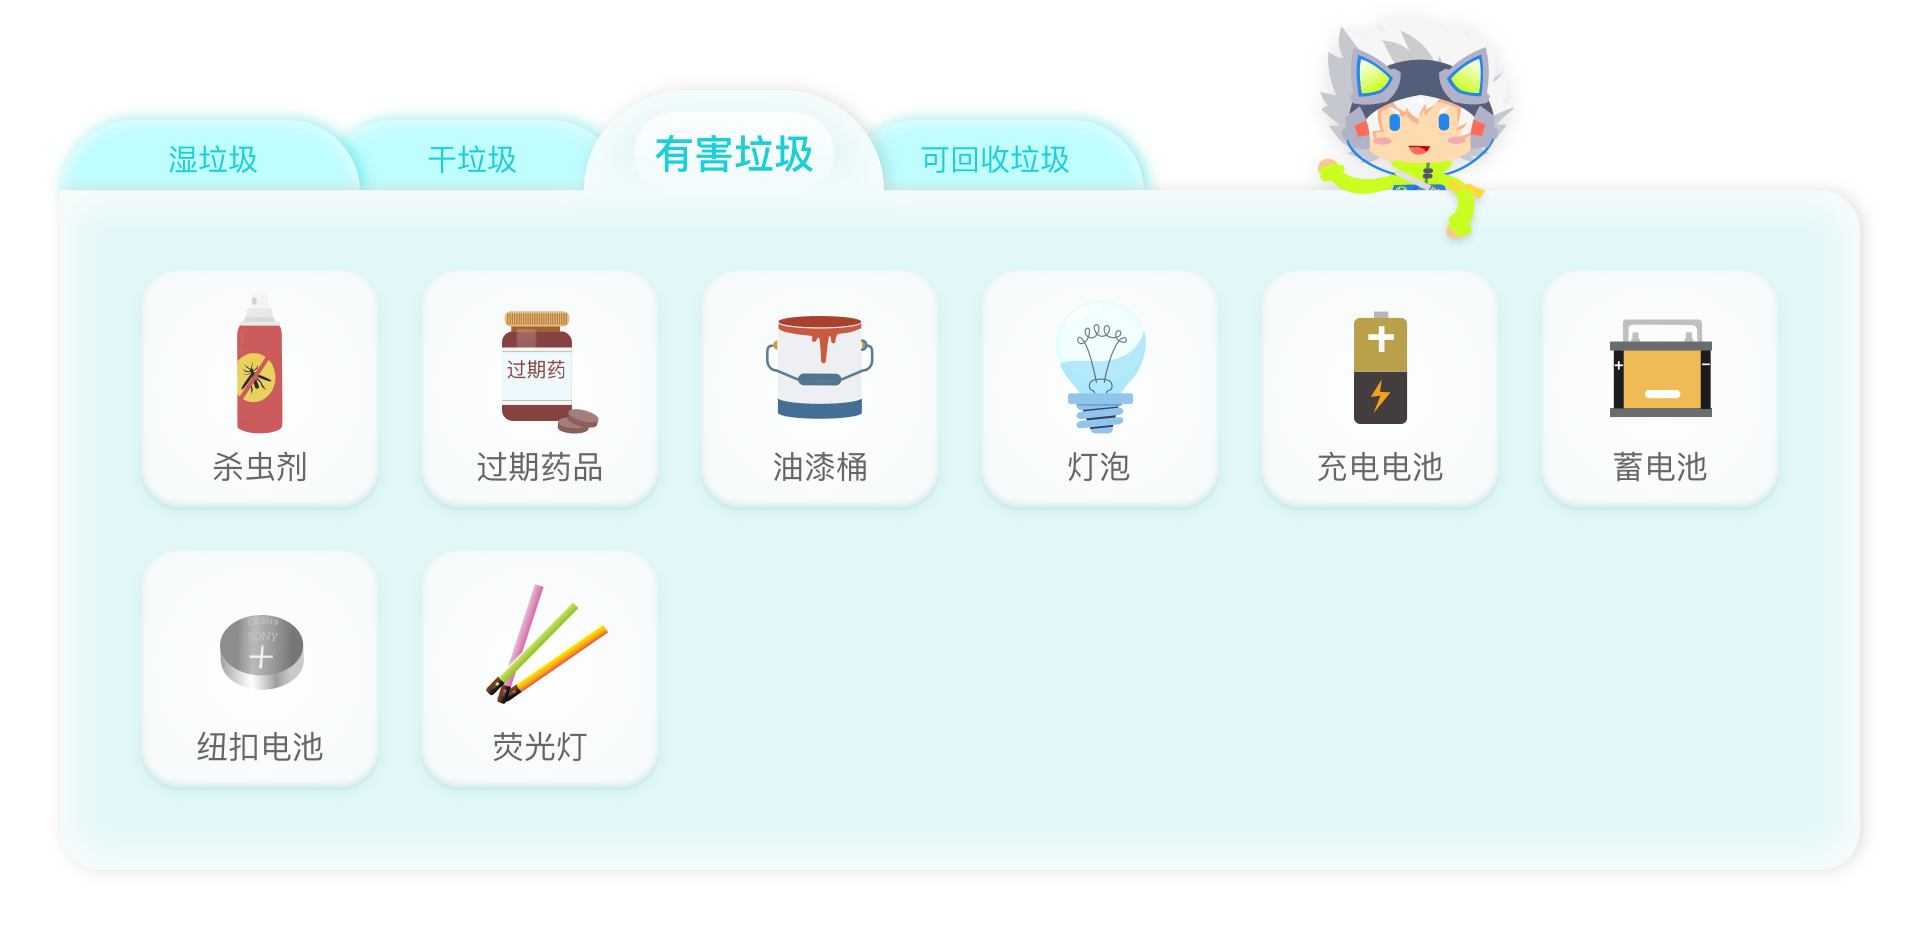 湿垃圾
干垃圾
有害垃圾
可回收垃圾
过期药
杀虫剂
过期药品
油漆桶
灯泡
充电电池
蓄电池
CR2019
SONY
纽扣电池
荧光灯